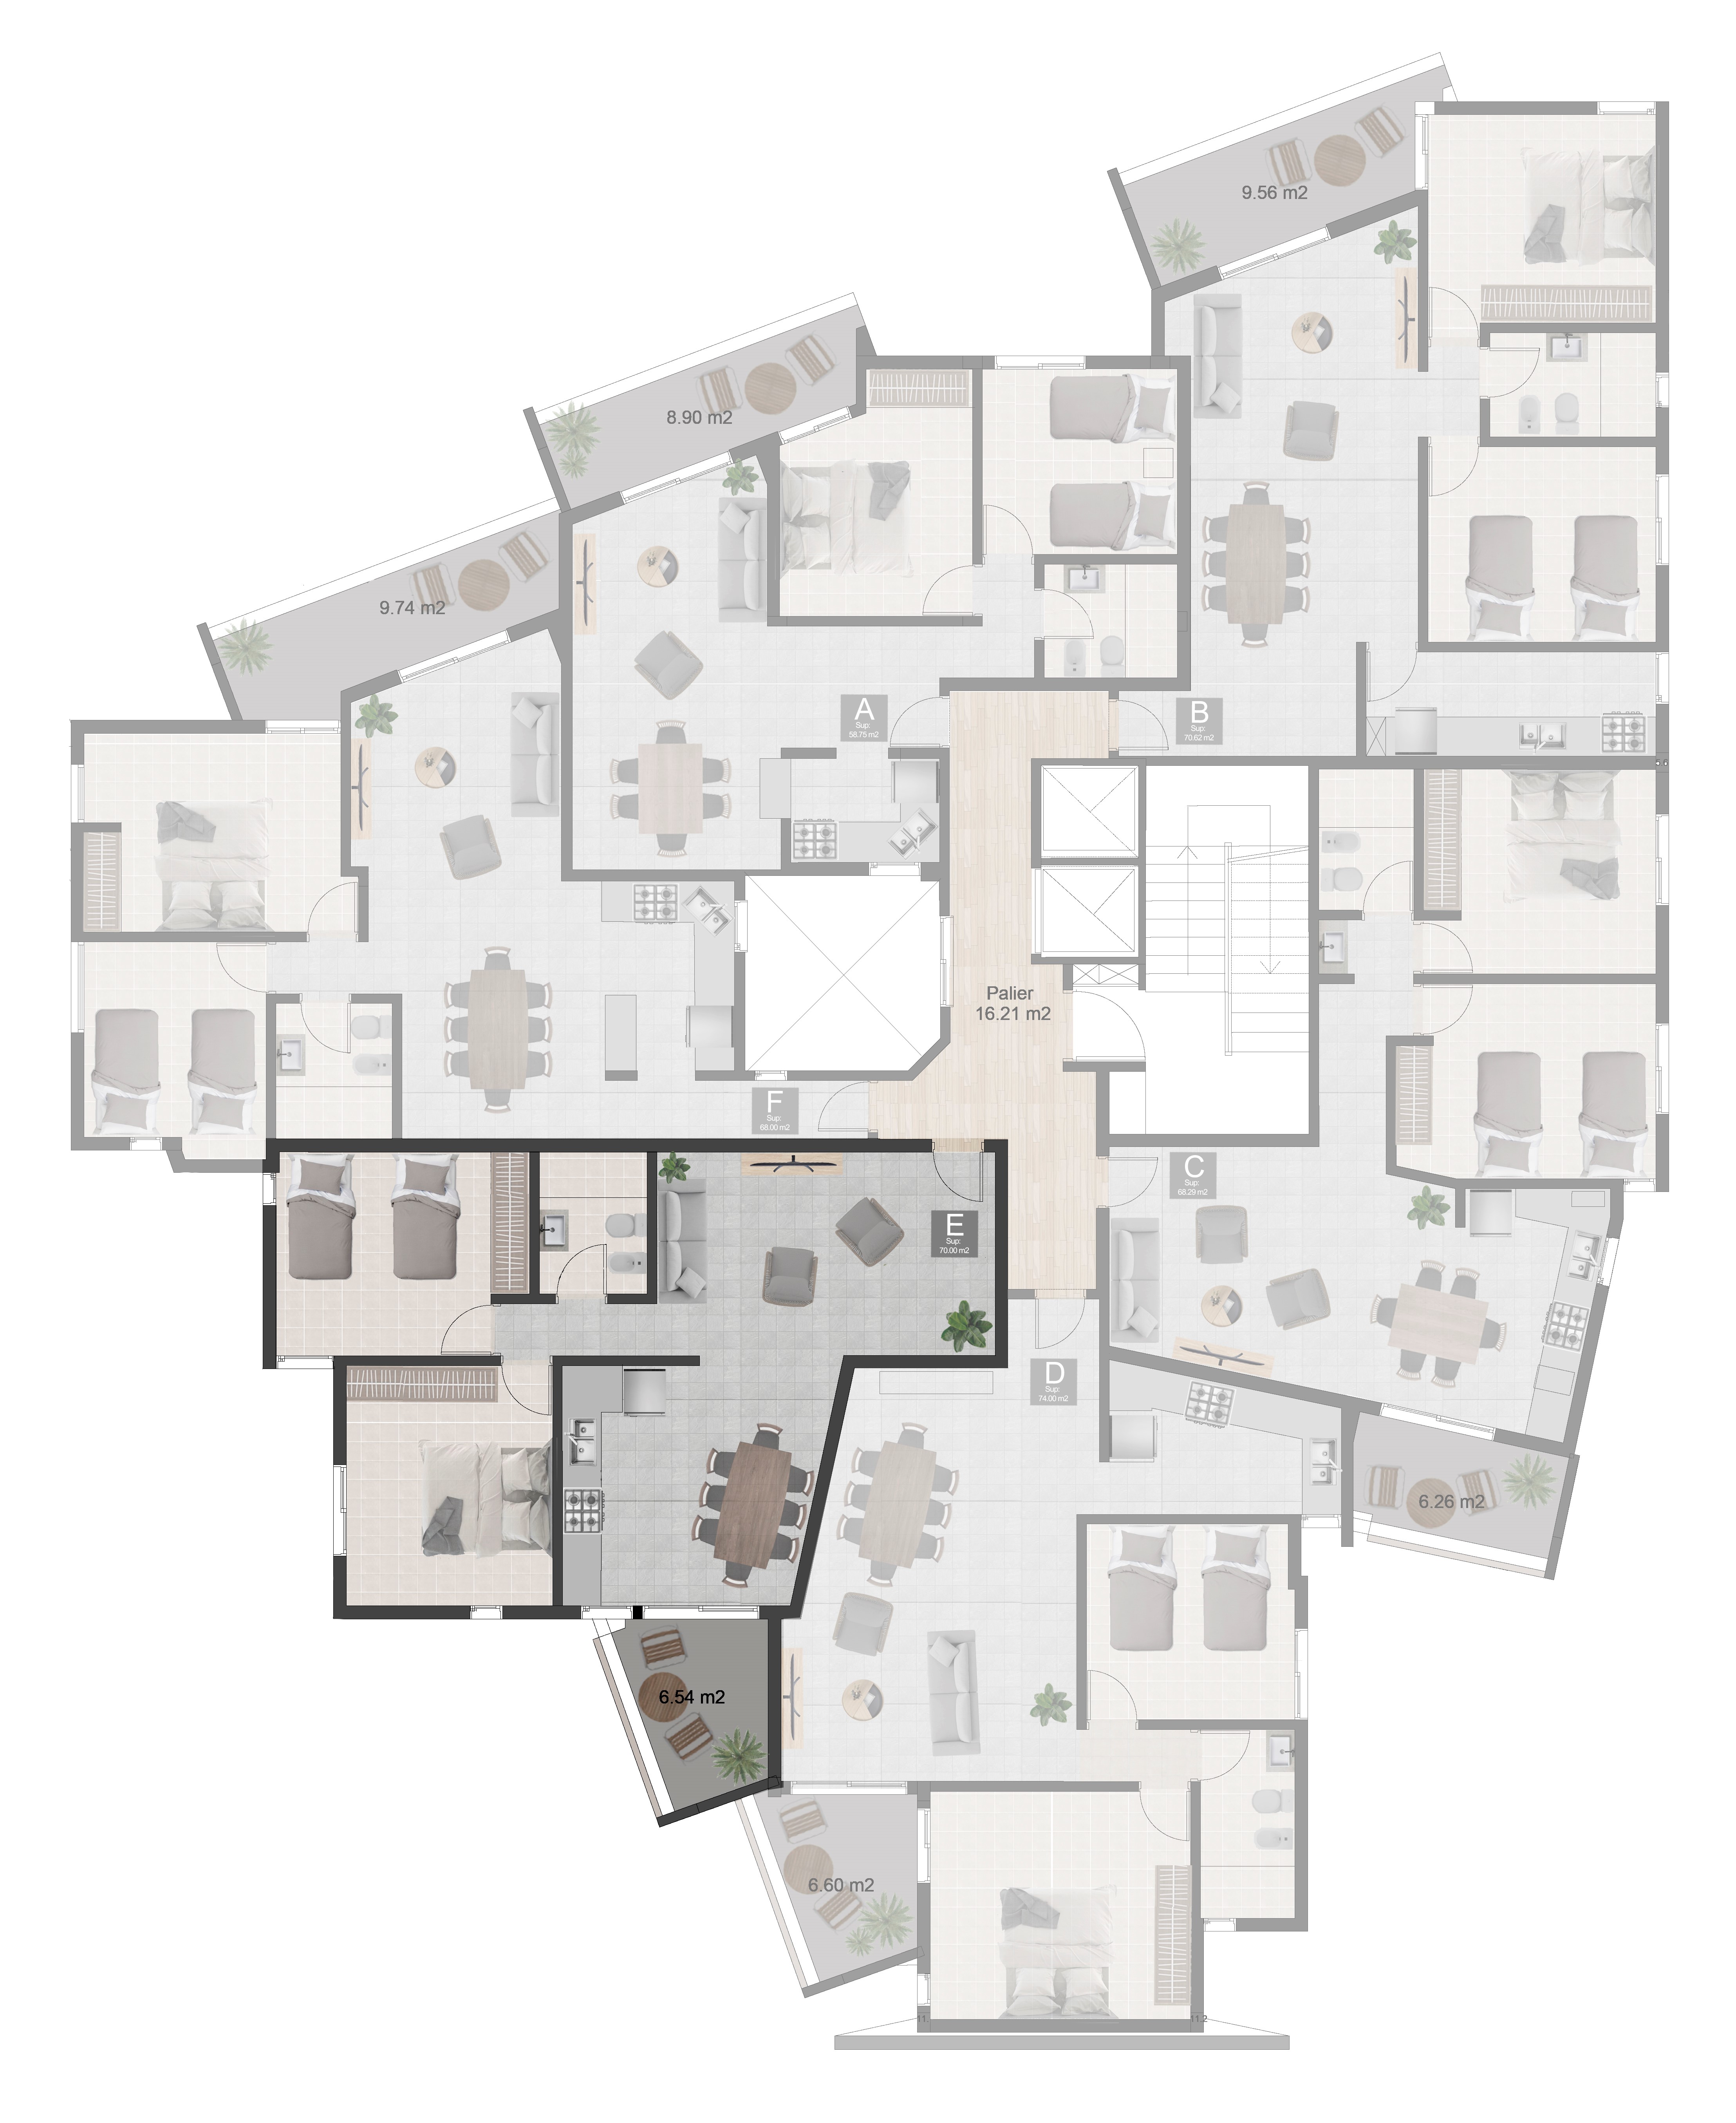 9.56 m2
8.90 m2
9.74 m2
A
Sup:
58.75 m2
B
Sup:
70.62 m2
Palier
16.21 m2
F
Sup:
68.00 m2
C
Sup:
68.29 m2
E
Sup:
70.00 m2
D
Sup:
74.00 m2
6.26 m2
6.54 m2
6.60 m2
11.2